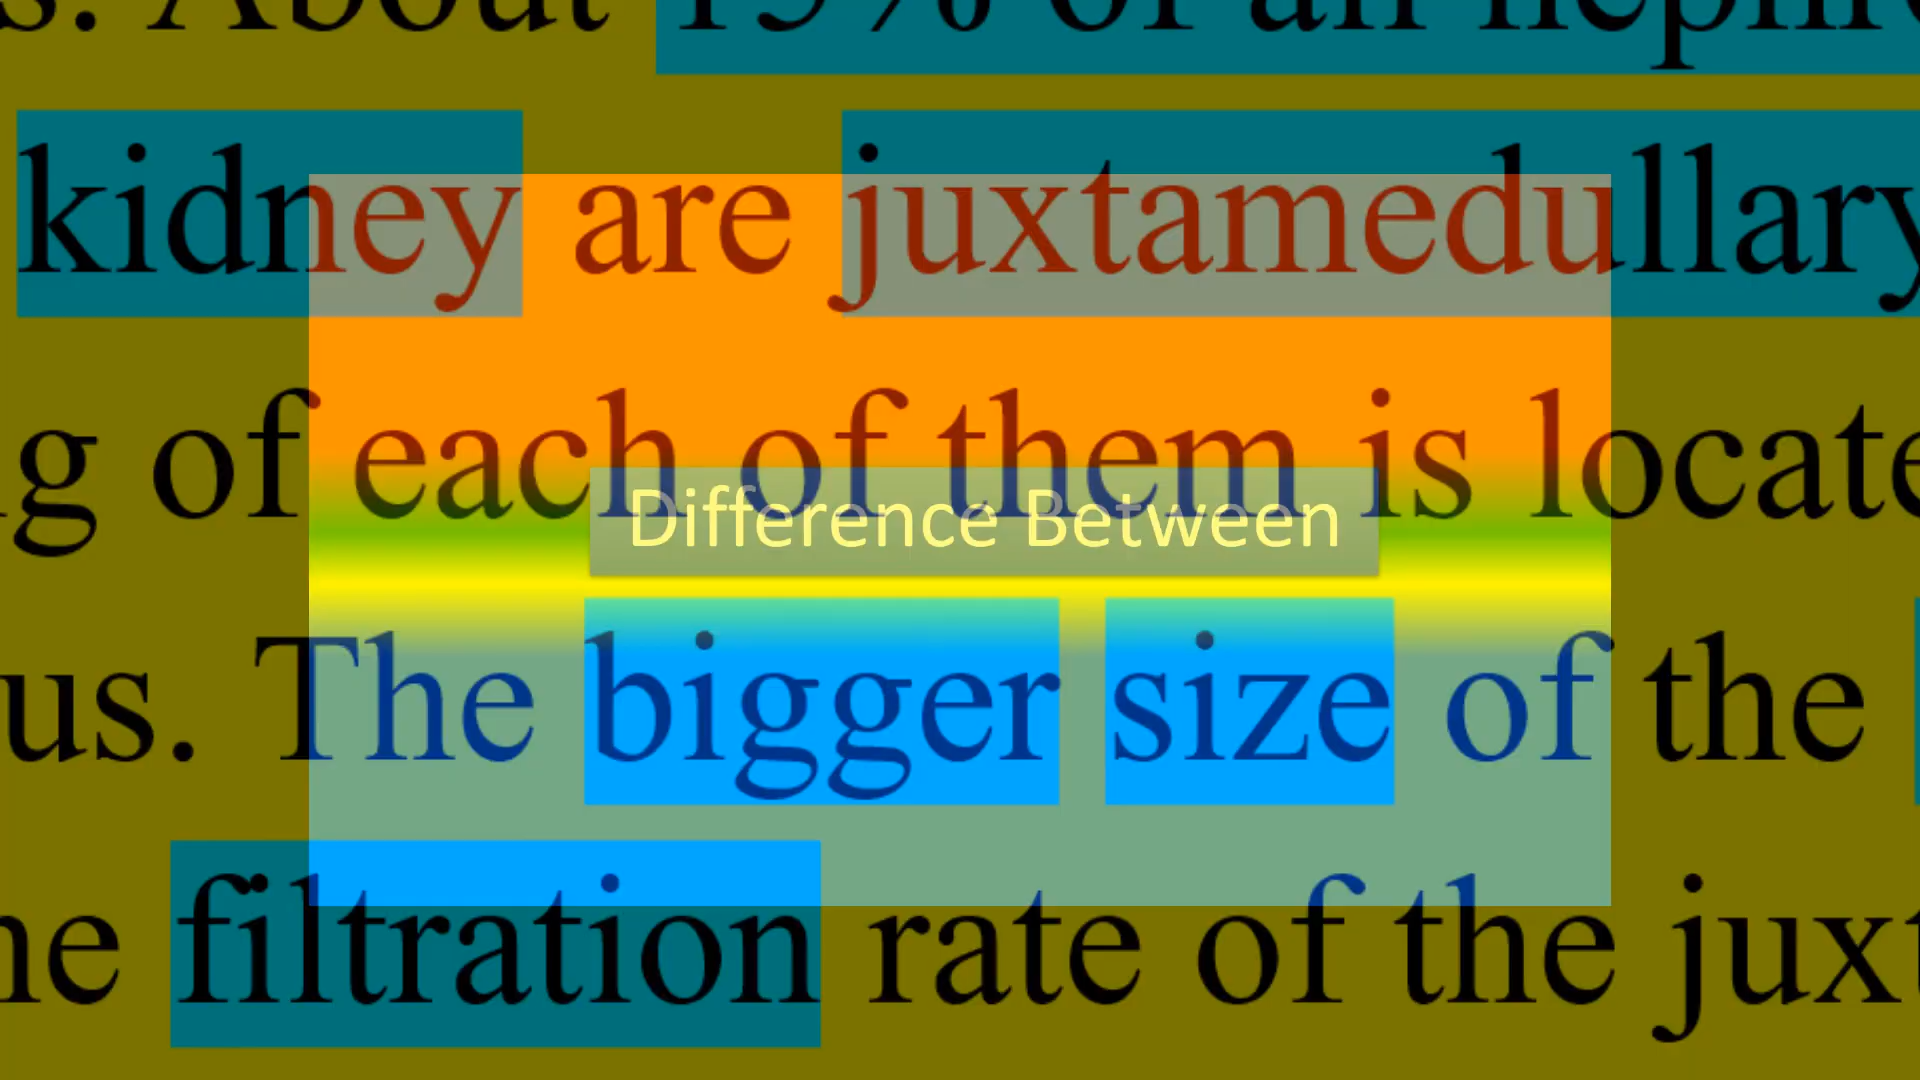 s. About 15% of all nephr
kidney are juxtamedullary
g of each of them is locate
Difference Between
us. The bigger size of the
ne filtration rate of the juxt